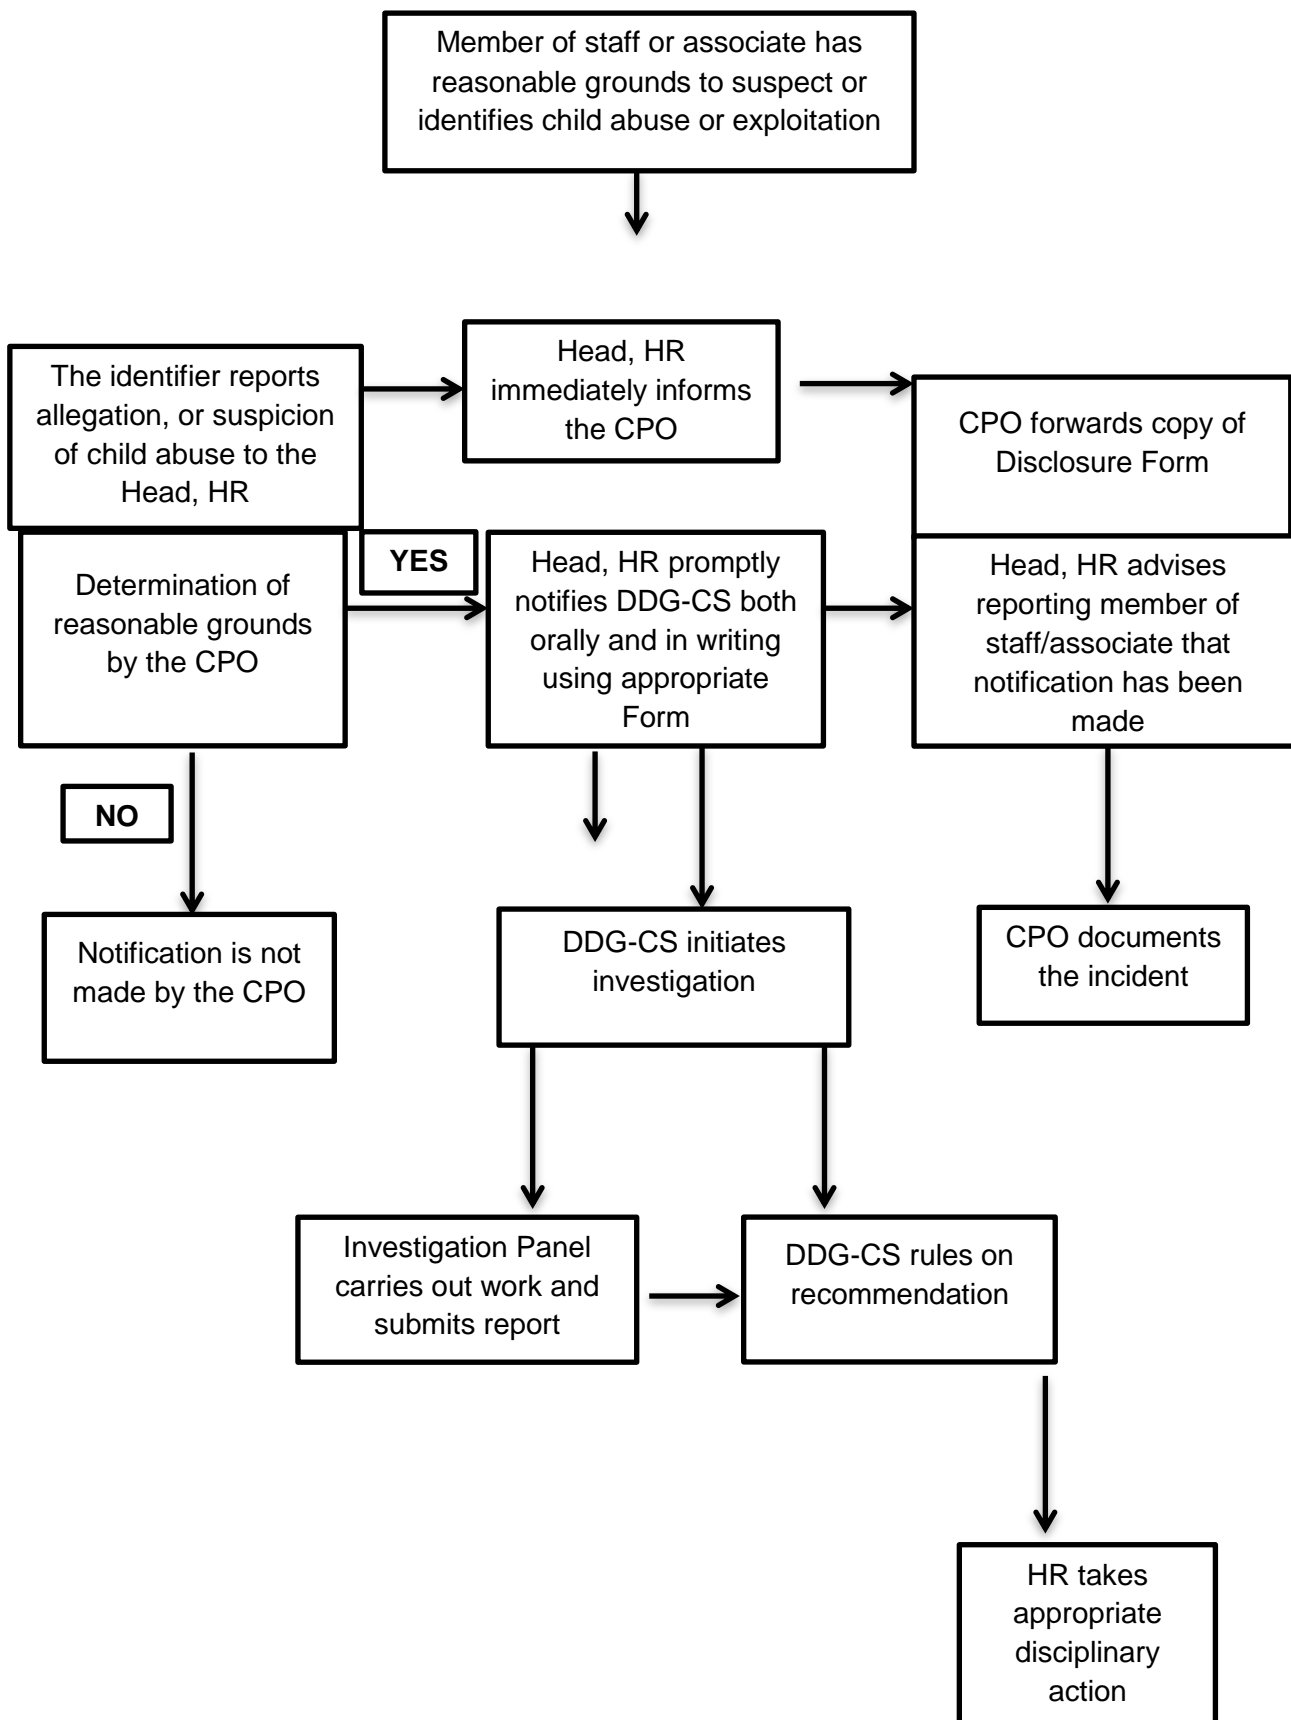 Member of staff or associate has
reasonable grounds to suspect or
identifies child abuse or exploitation
The identifier reports
allegation, or suspicion
of child abuse to the
Head, HR
Head, HR
immediately informs
the CPO
CPO forwards copy of
Disclosure Form
Determination of
reasonable grounds
by the CPO
YES
Head, HR promptly
notifies DDG-CS both
orally and in writing
using appropriate
Form
Head, HR advises
reporting member of
staff/associate that
notification has been
made
NO
Notification is not
made by the CPO
DDG-CS initiates
investigation
CPO documents
the incident
Investigation Panel
carries out work and
submits report
DDG-CS rules on
recommendation
HR takes
appropriate
disciplinary
action